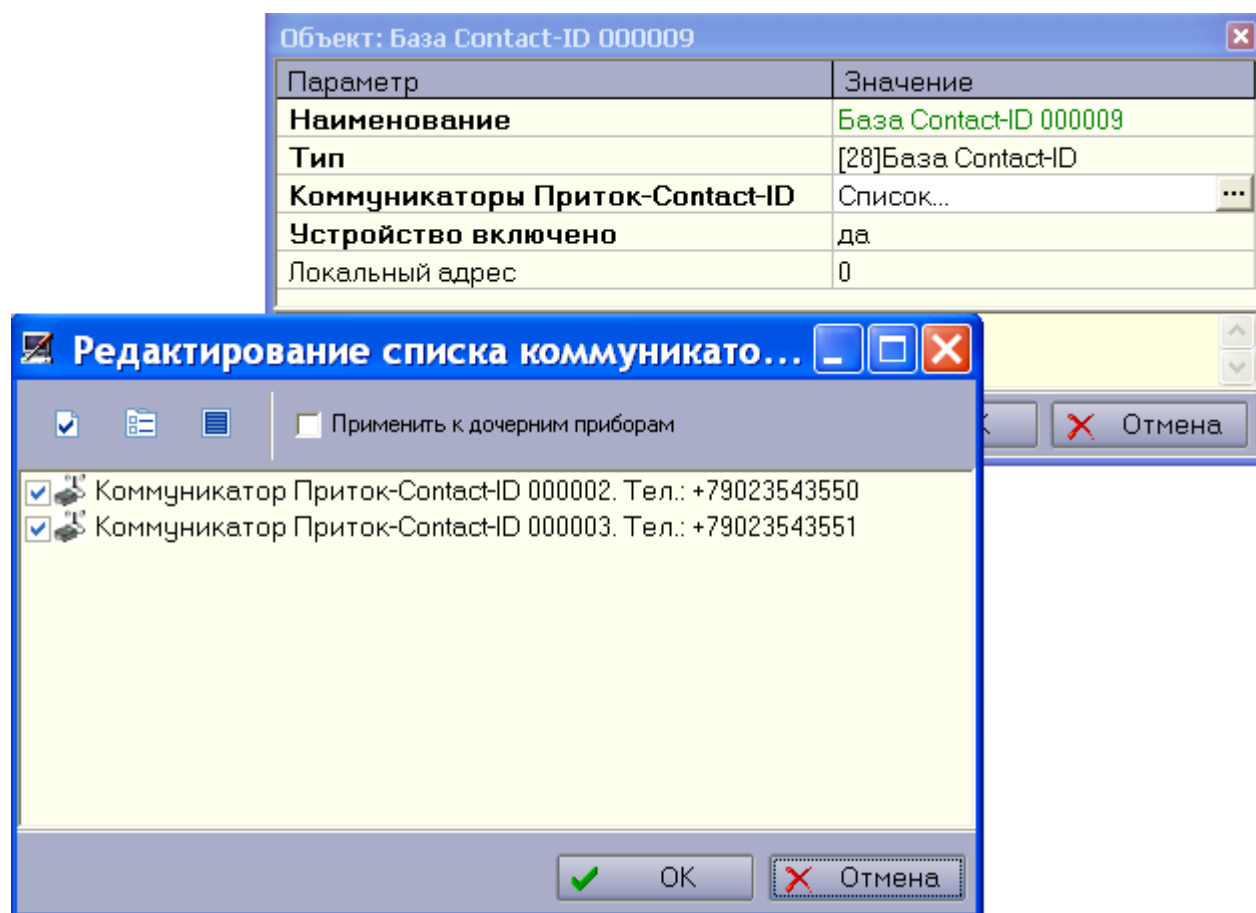 Объект: База Contact-ID 000009
Параметр Значение
Наименование База Contact-ID 000009
Тип [28]База Contact-ID
Коммуникаторы Приток-Contact-ID Список... ...
Устройство включено да
Локальный адрес 0
Отмена
Редактирование списка коммуникато...
Применить к дочерним приборам
Коммуникатор Приток-Contact-ID 000002. Тел.: +79023543550
Коммуникатор Приток-Contact-ID 000003. Тел.: +79023543551
OK Отмена